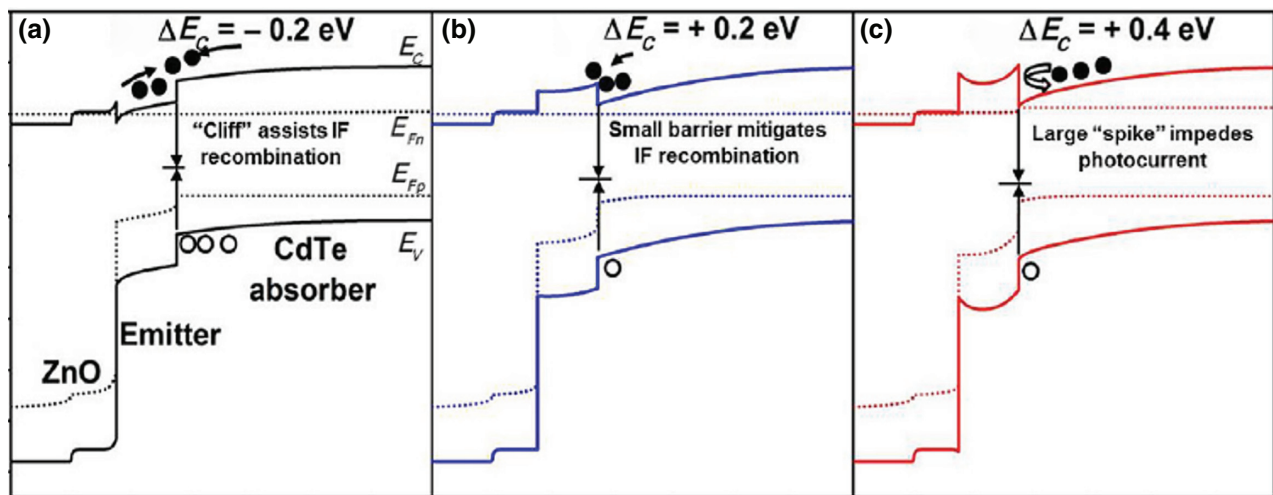 (a)
ΔE_C = – 0.2 eV
E_C
"Cliff" assists IF
recombination
E_Fn
E_Fp
E_V
CdTe
absorber
Emitter
ZnO
(b)
ΔE_C = + 0.2 eV
Small barrier mitigates
IF recombination
(c)
ΔE_C = + 0.4 eV
Large "spike" impedes
photocurrent